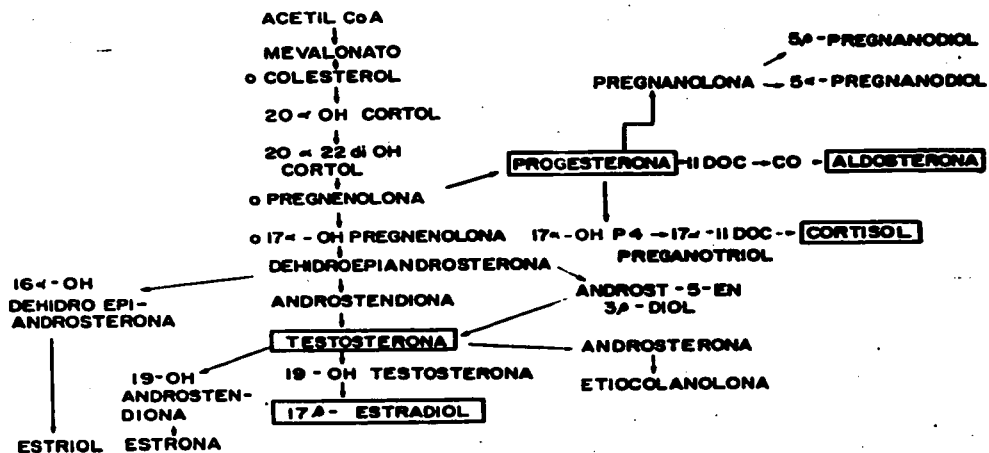 ACETIL CoA
MEVALONATO
o COLESTEROL
20 α OH CORTOL
20 α 22 di OH
CORTOL
o PREGNENOLONA
o 17α-OH PREGNENOLONA
DEHIDROEPIANDROSTERONA
ANDROSTENDIONA
TESTOSTERONA
19-OH TESTOSTERONA
17β- ESTRADIOL
5β-PREGNANODIOL
PREGNANOLONA
5α-PREGNANODIOL
PROGESTERONA
11 DOC
CO
ALDOSTERONA
17α-OH P4
17α-11 DOC
CORTISOL
PREGANOTRIOL
16α-OH
DEHIDRO EPI-
ANDROSTERONA
ESTRIOL
19-OH
ANDROSTEN-
DIONA
ESTRONA
ANDROST-5-EN
3β-DIOL
ANDROSTERONA
ETIOCOLANOLONA